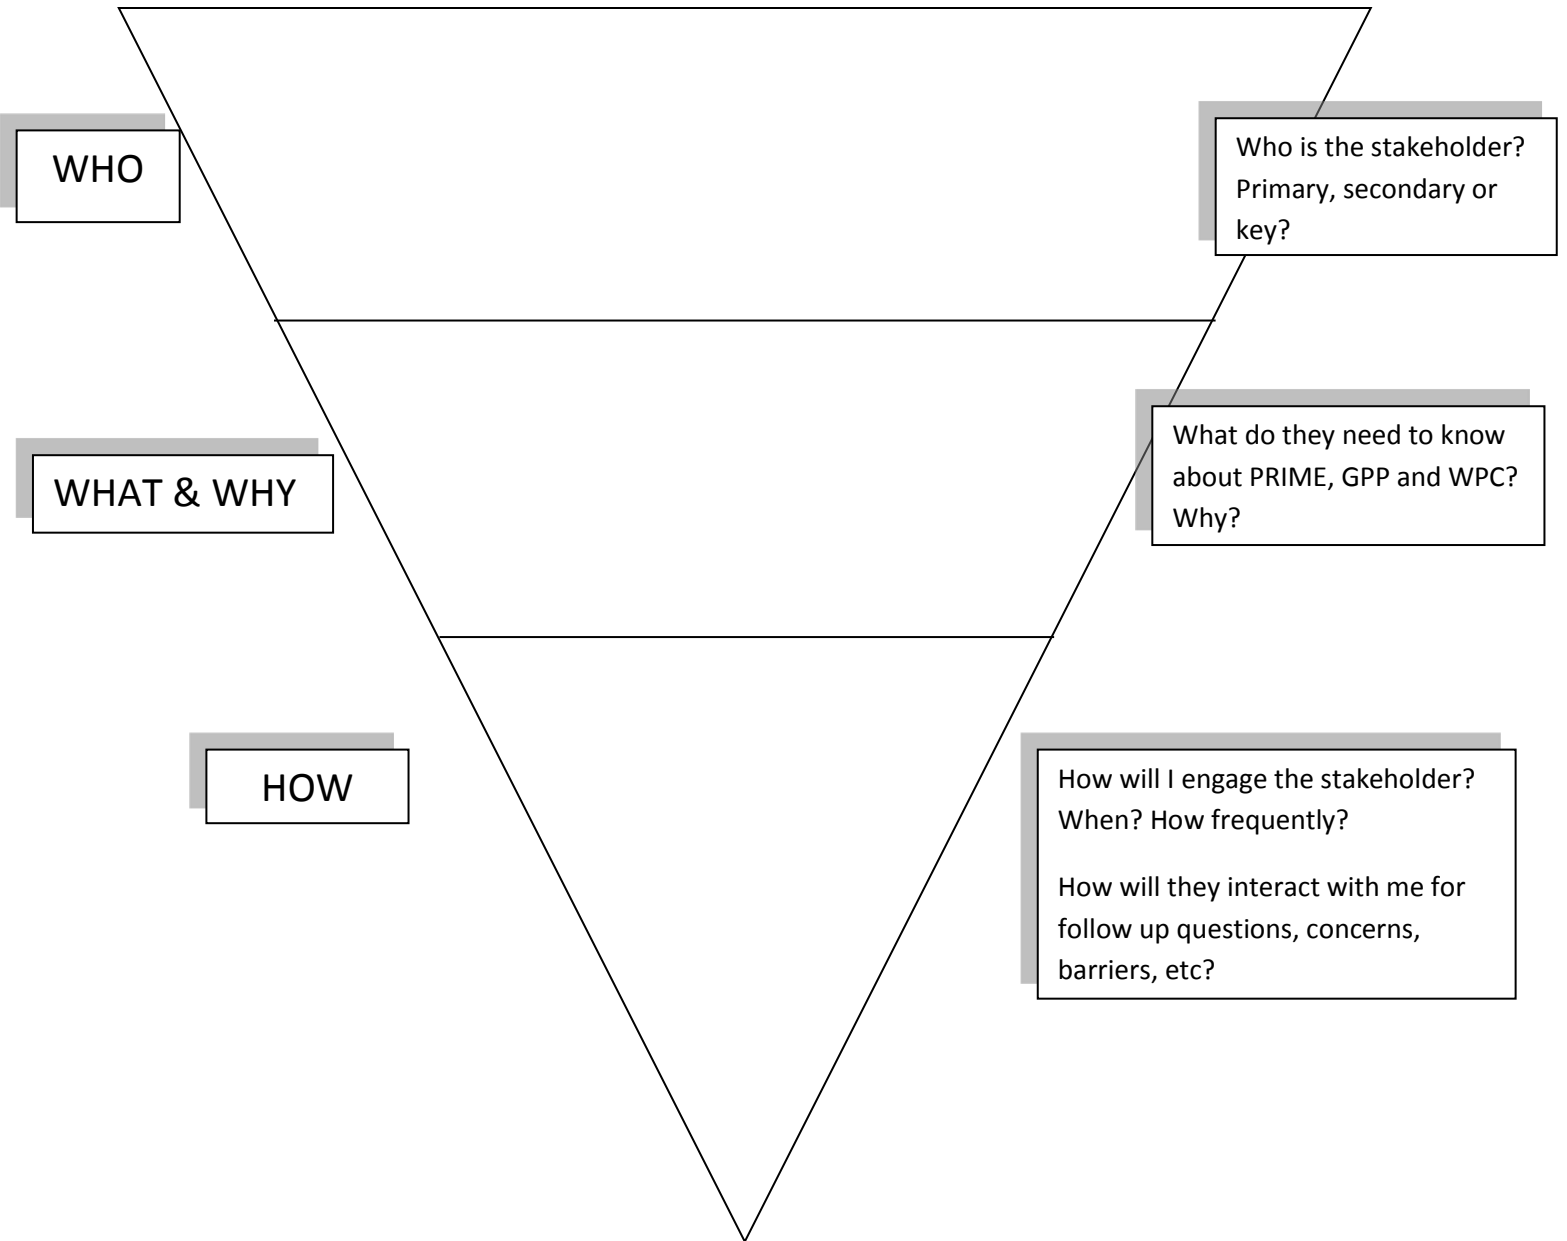 WHO
Who is the stakeholder?
Primary, secondary or
key?
WHAT & WHY
What do they need to know
about PRIME, GPP and WPC?
Why?
HOW
How will I engage the stakeholder?
When? How frequently?
How will they interact with me for
follow up questions, concerns,
barriers, etc?